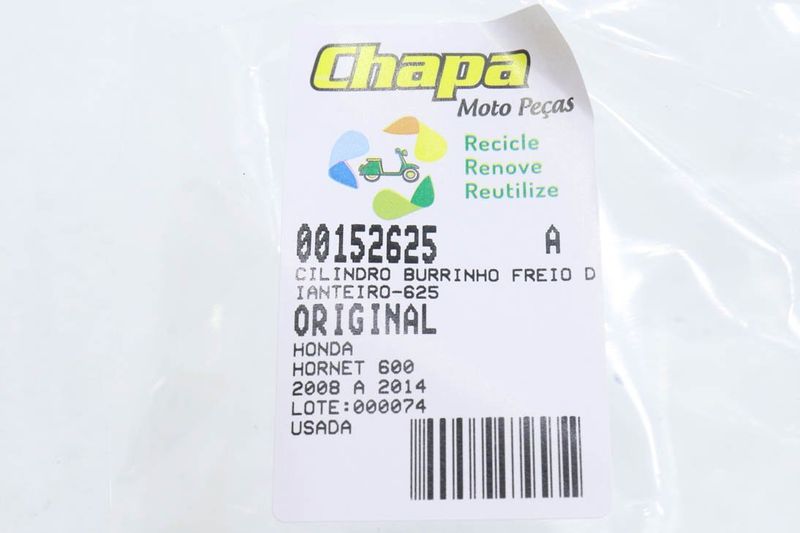 Chapa
Moto Peças
Recicle
Renove
Reutilize
00152625 A
CILINDRO BURRINHO FREIO D
IANTEIRO-625
ORIGINAL
HONDA
HORNET 600
2008 A 2014
LOTE:000074
USADA